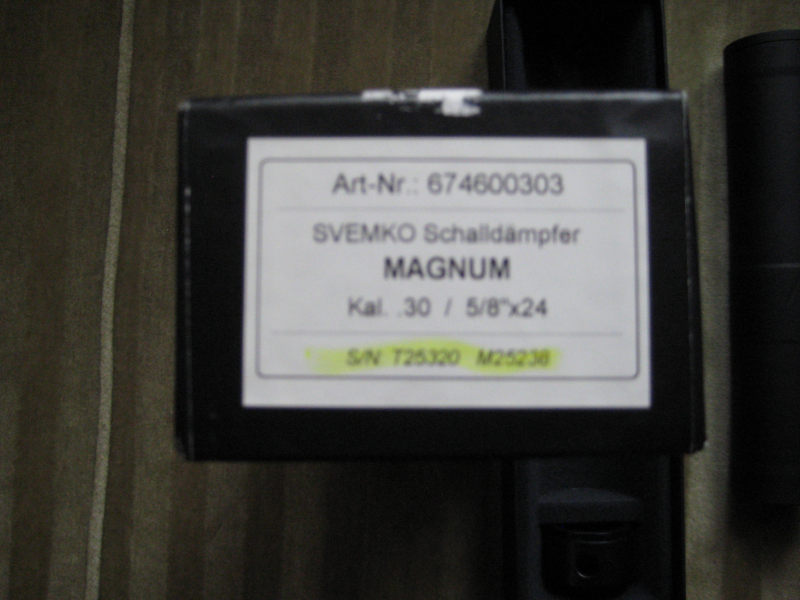 Art-Nr.: 674600303
SVEMKO Schalldämpfer
MAGNUM
Kal. .30 / 5/8"x24
S/N T25320 M25238